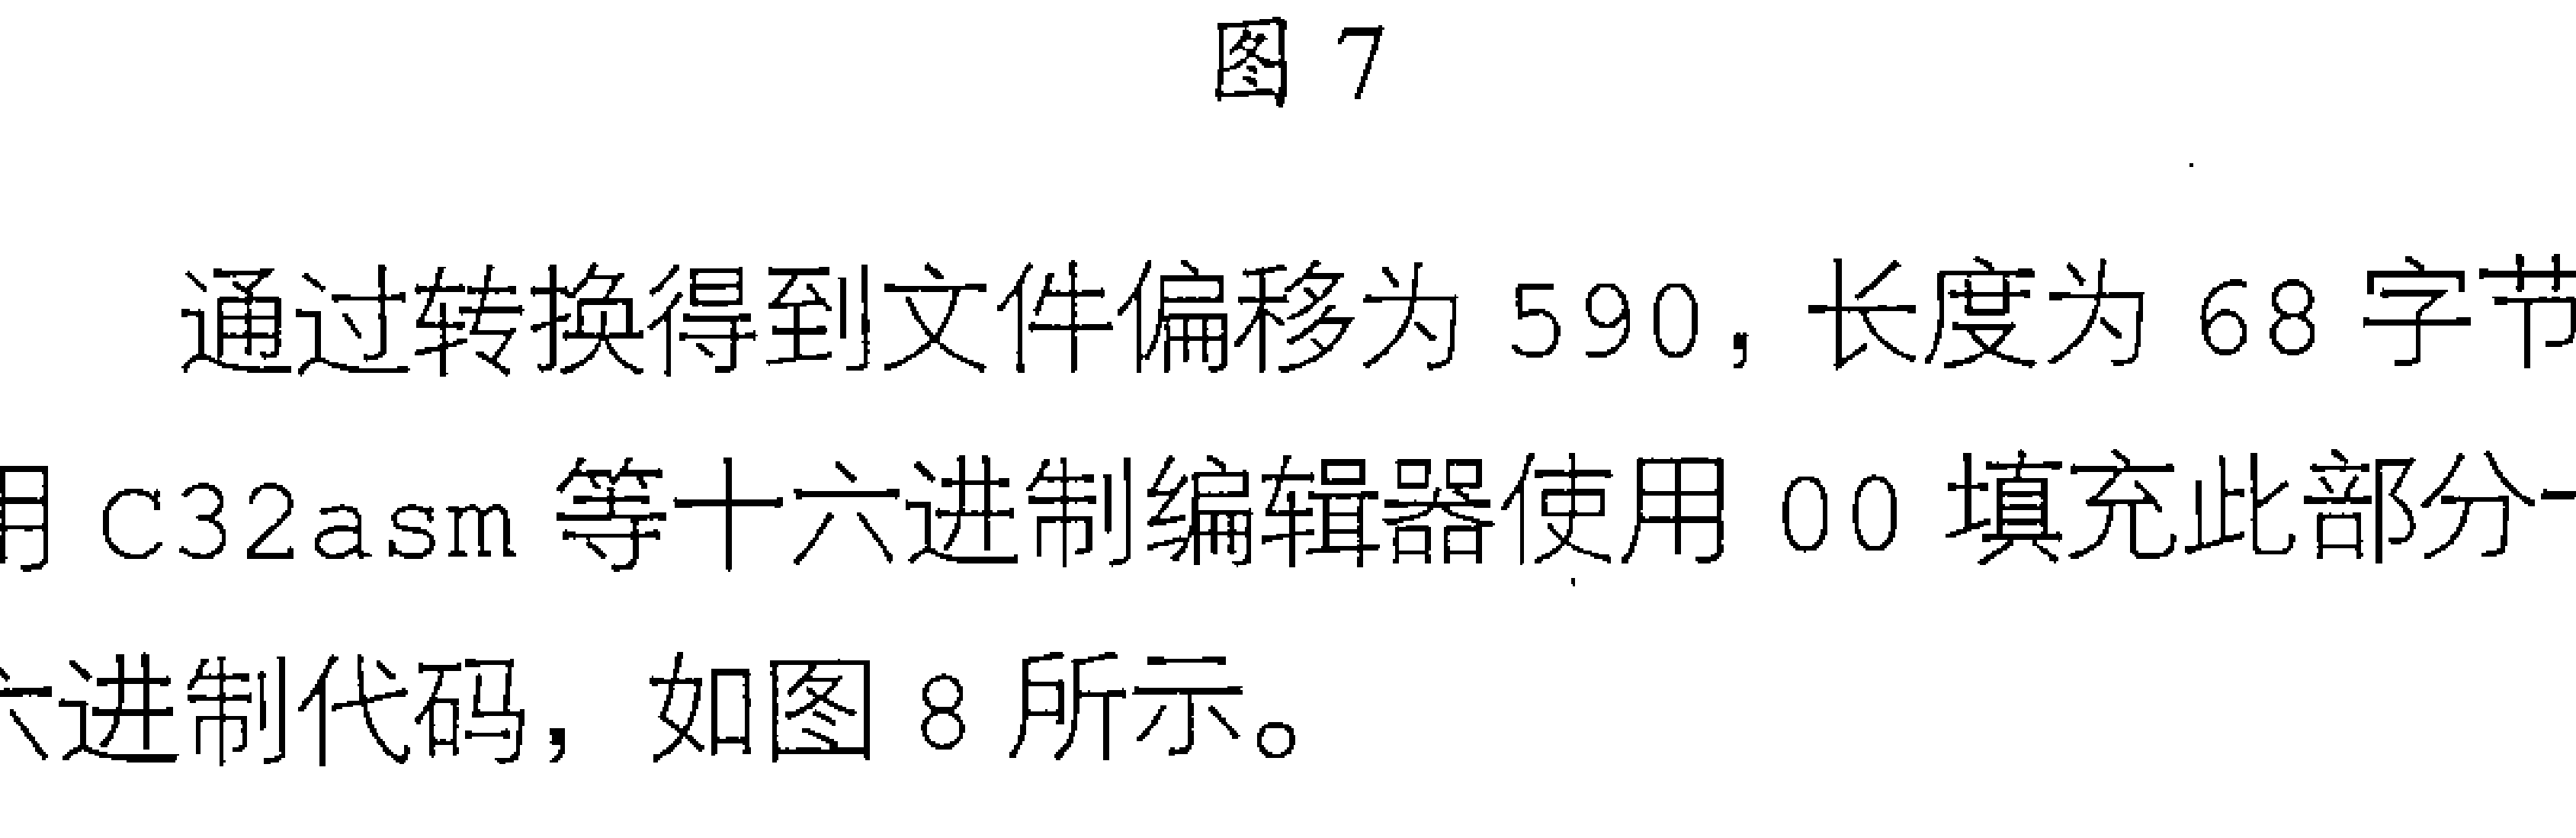 图 7
通过转换得到文件偏移为 590，长度为 68 字节
用 C32asm 等十六进制编辑器使用 00 填充此部分十
六进制代码，如图 8 所示。